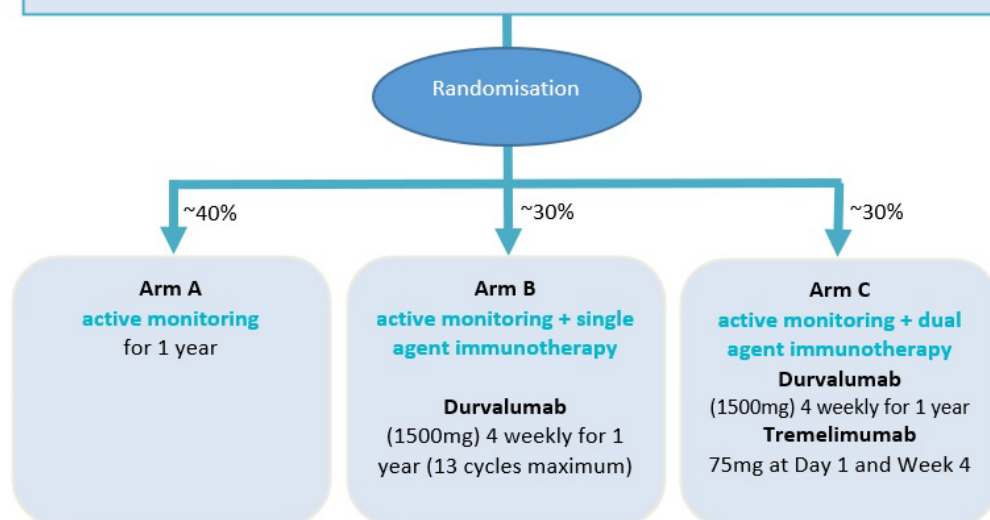 Randomisation
~40%
~30%
~30%
Arm A
active monitoring
for 1 year
Arm B
active monitoring + single
agent immunotherapy
Durvalumab
(1500mg) 4 weekly for 1
year (13 cycles maximum)
Arm C
active monitoring + dual
agent immunotherapy
Durvalumab
(1500mg) 4 weekly for 1 year
Tremelimumab
75mg at Day 1 and Week 4